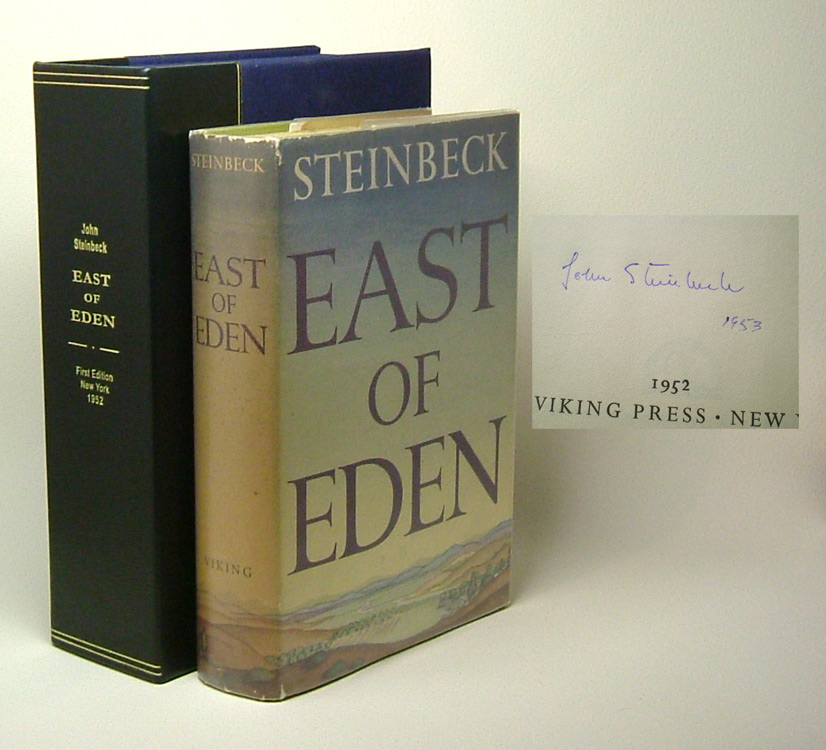 John
Steinbeck
EAST
OF
EDEN
First Edition
New York
1952
STEINBECK
EAST
OF
EDEN
VIKING
STEINBECK
EAST
OF
EDEN
John Steinbeck
1953
1952
VIKING PRESS · NEW